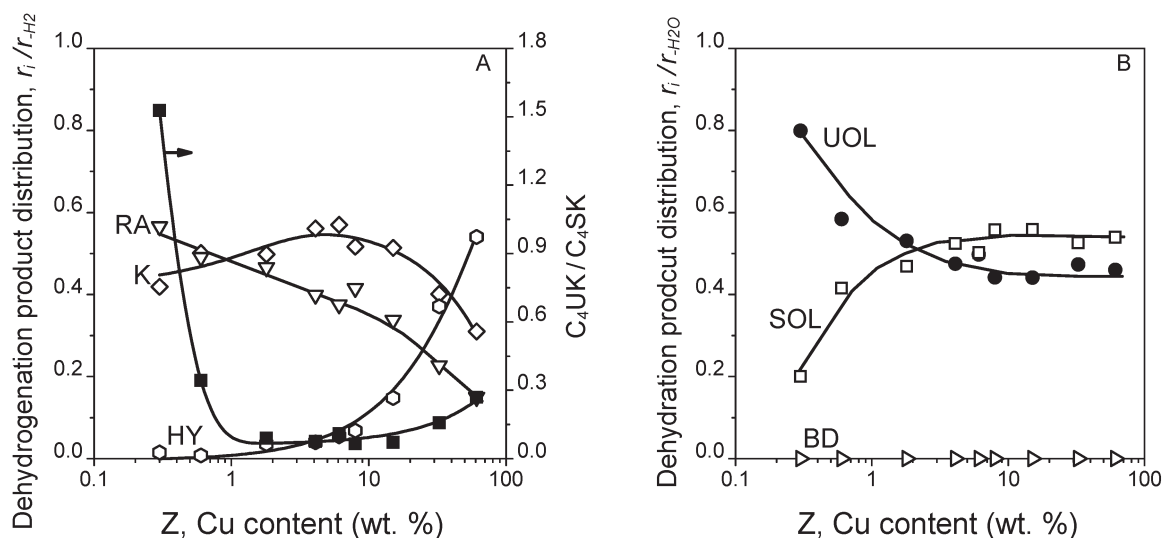 Dehydrogenation product distribution, ri /r-H2
1.0
0.8
0.6
0.4
0.2
0.0
1.8
1.5
1.2
0.9
0.6
0.3
0.0
C4UK / C4SK
A
RA
K
HY
0.1
1
10
100
Z, Cu content (wt. %)
Dehydration prodcut distribution, ri /r-H2O
1.0
0.8
0.6
0.4
0.2
0.0
B
UOL
SOL
BD
0.1
1
10
100
Z, Cu content (wt. %)